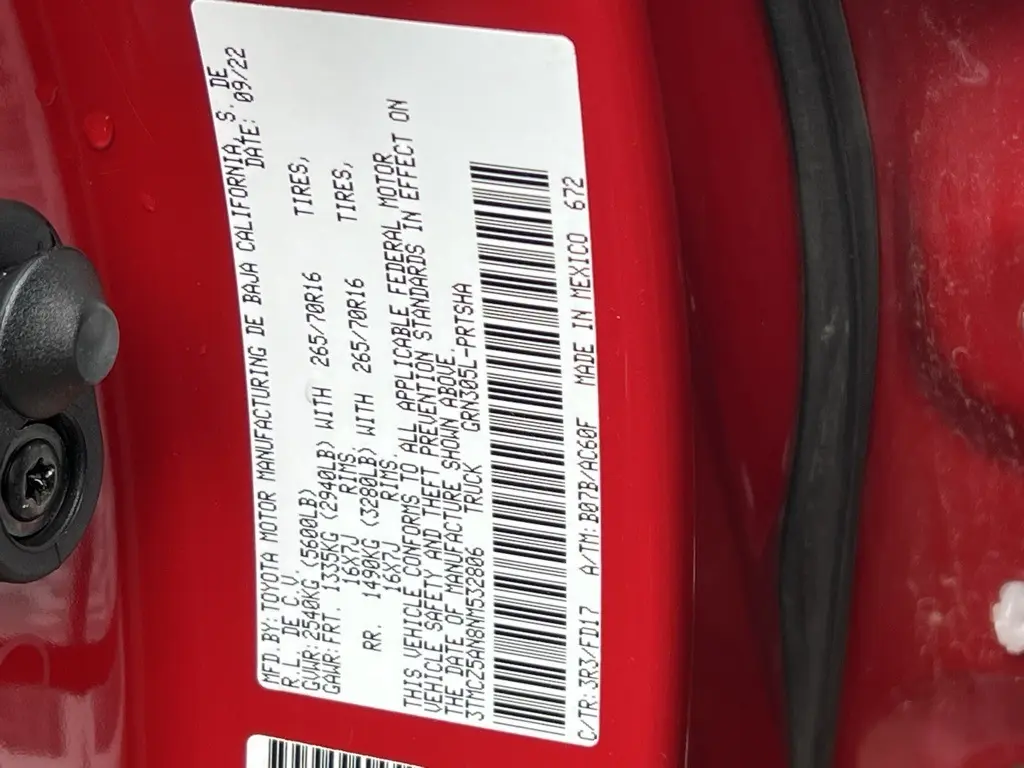 MFD.BY:TOYOTA MOTOR MANUFACTURING DE BAJA CALIFORNIA, S. DE
R.L. DE C.V. DATE: 09/22
GVWR:2540KG(5600LB)
GAWR:FRT. 1335KG (2940LB) WITH 265/70R16 TIRES,
16X7J RIMS.
RR. 1490KG (3280LB) WITH 265/70R16 TIRES,
16X7J RIMS.
THIS VEHICLE CONFORMS TO ALL APPLICABLE FEDERAL MOTOR
VEHICLE SAFETY AND THEFT PREVENTION STANDARDS IN EFFECT ON
THE DATE OF MANUFACTURE SHOWN ABOVE.
3TMCZ5AN8NM532806 TRUCK GRN305L-PRTSHA
C/TR: 3R3/FD17 A/TM: B07B/AC60F MADE IN MEXICO 672